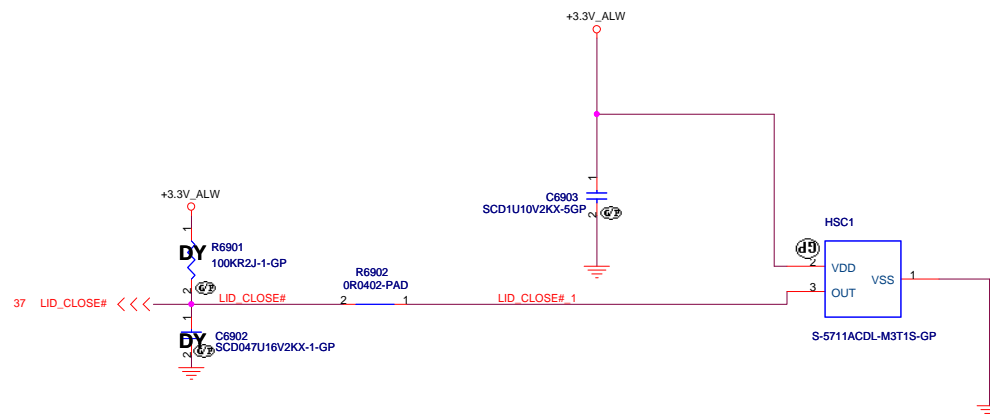 +3.3V_ALW
+3.3V_ALW
1
C6903
SCD1U10V2KX-5GP
2
G/P
HSC1
GP
2
VDD
VSS
1
3
OUT
S-5711ACDL-M3T1S-GP
1
DY
R6901
100KR2J-1-GP
2
G/P
R6902
0R0402-PAD
37
LID_CLOSE#
LID_CLOSE#
2
1
LID_CLOSE#_1
1
DY
C6902
SCD047U16V2KX-1-GP
2
G/P